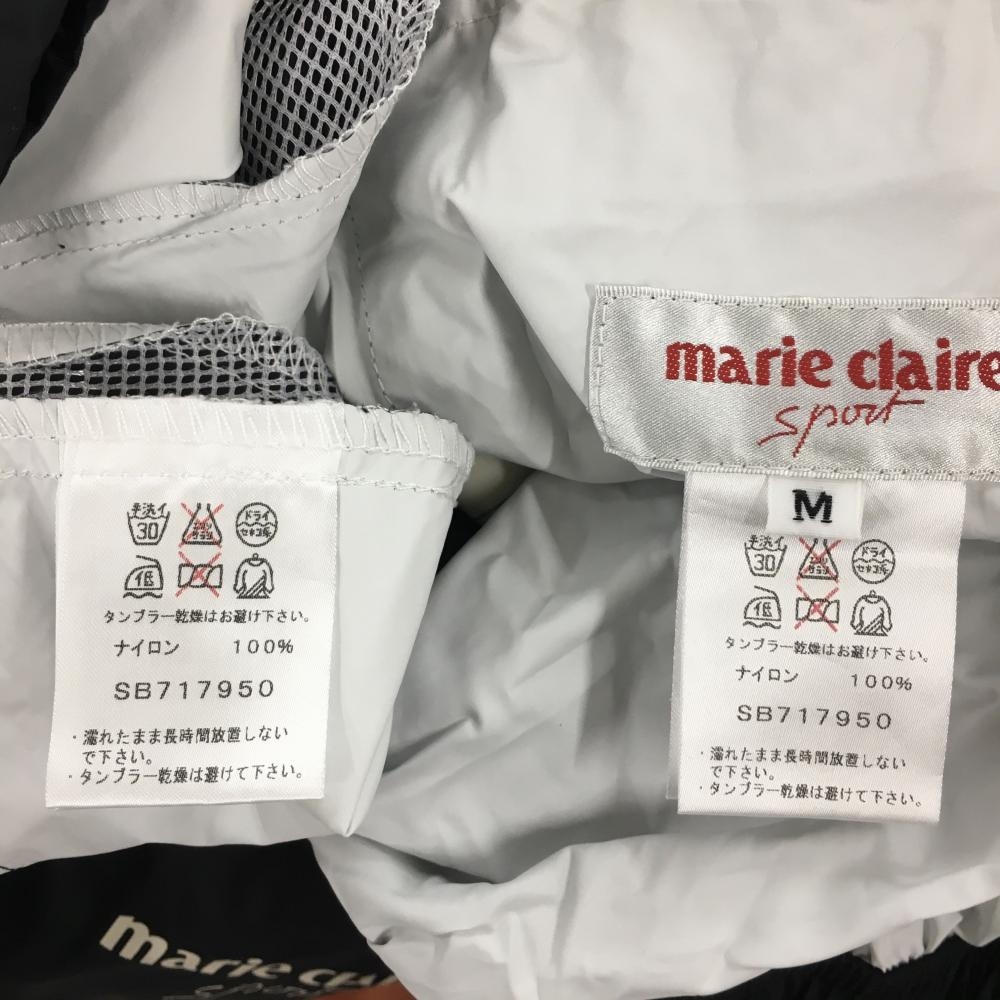 marie claire
sport
M
手洗イ
30
エンソ
サラシ
ドライ
セキユ系
低
タンブラー乾燥はお避け下さい。
ナイロン 100%
SB717950
・濡れたまま長時間放置しない
で下さい。
・タンブラー乾燥は避けて下さい。
手洗イ
30
エンソ
サラシ
ドライ
セキユ系
低
タンブラー乾燥はお避け下さい。
ナイロン 100%
SB717950
・濡れたまま長時間放置しない
で下さい。
・タンブラー乾燥は避けて下さい。
marie cla
sport